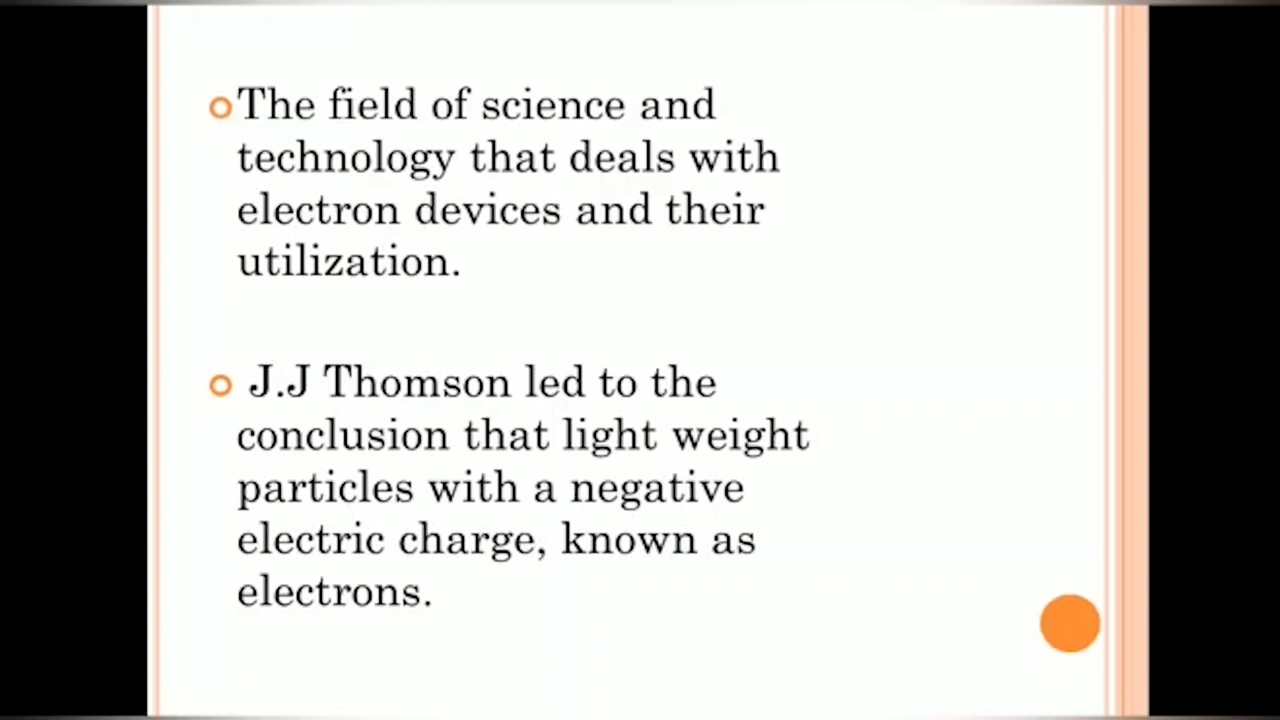 The field of science and
technology that deals with
electron devices and their
utilization.
J.J Thomson led to the
conclusion that light weight
particles with a negative
electric charge, known as
electrons.